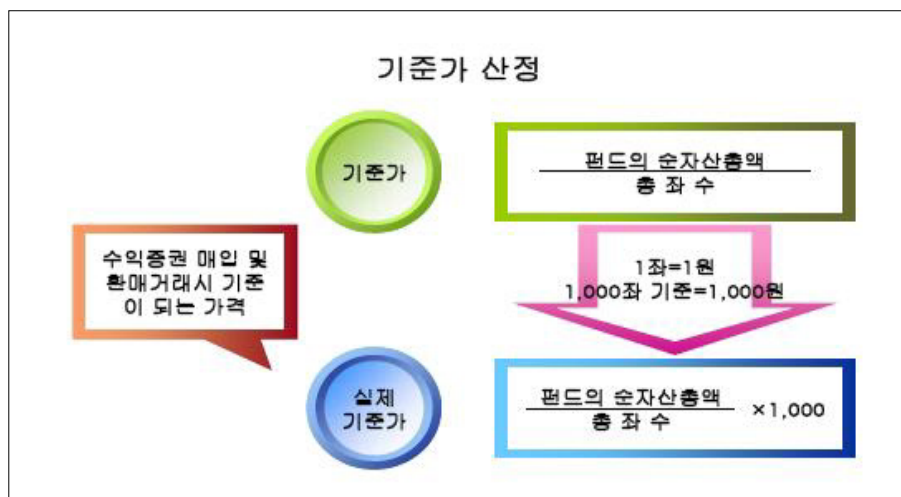 기준가 산정
기준가
펀드의 순자산총액
총 좌 수
수익증권 매입 및
환매거래시 기준
이 되는 가격
1좌=1원
1,000좌 기준=1,000원
실제
기준가
펀드의 순자산총액
총 좌 수
×1,000